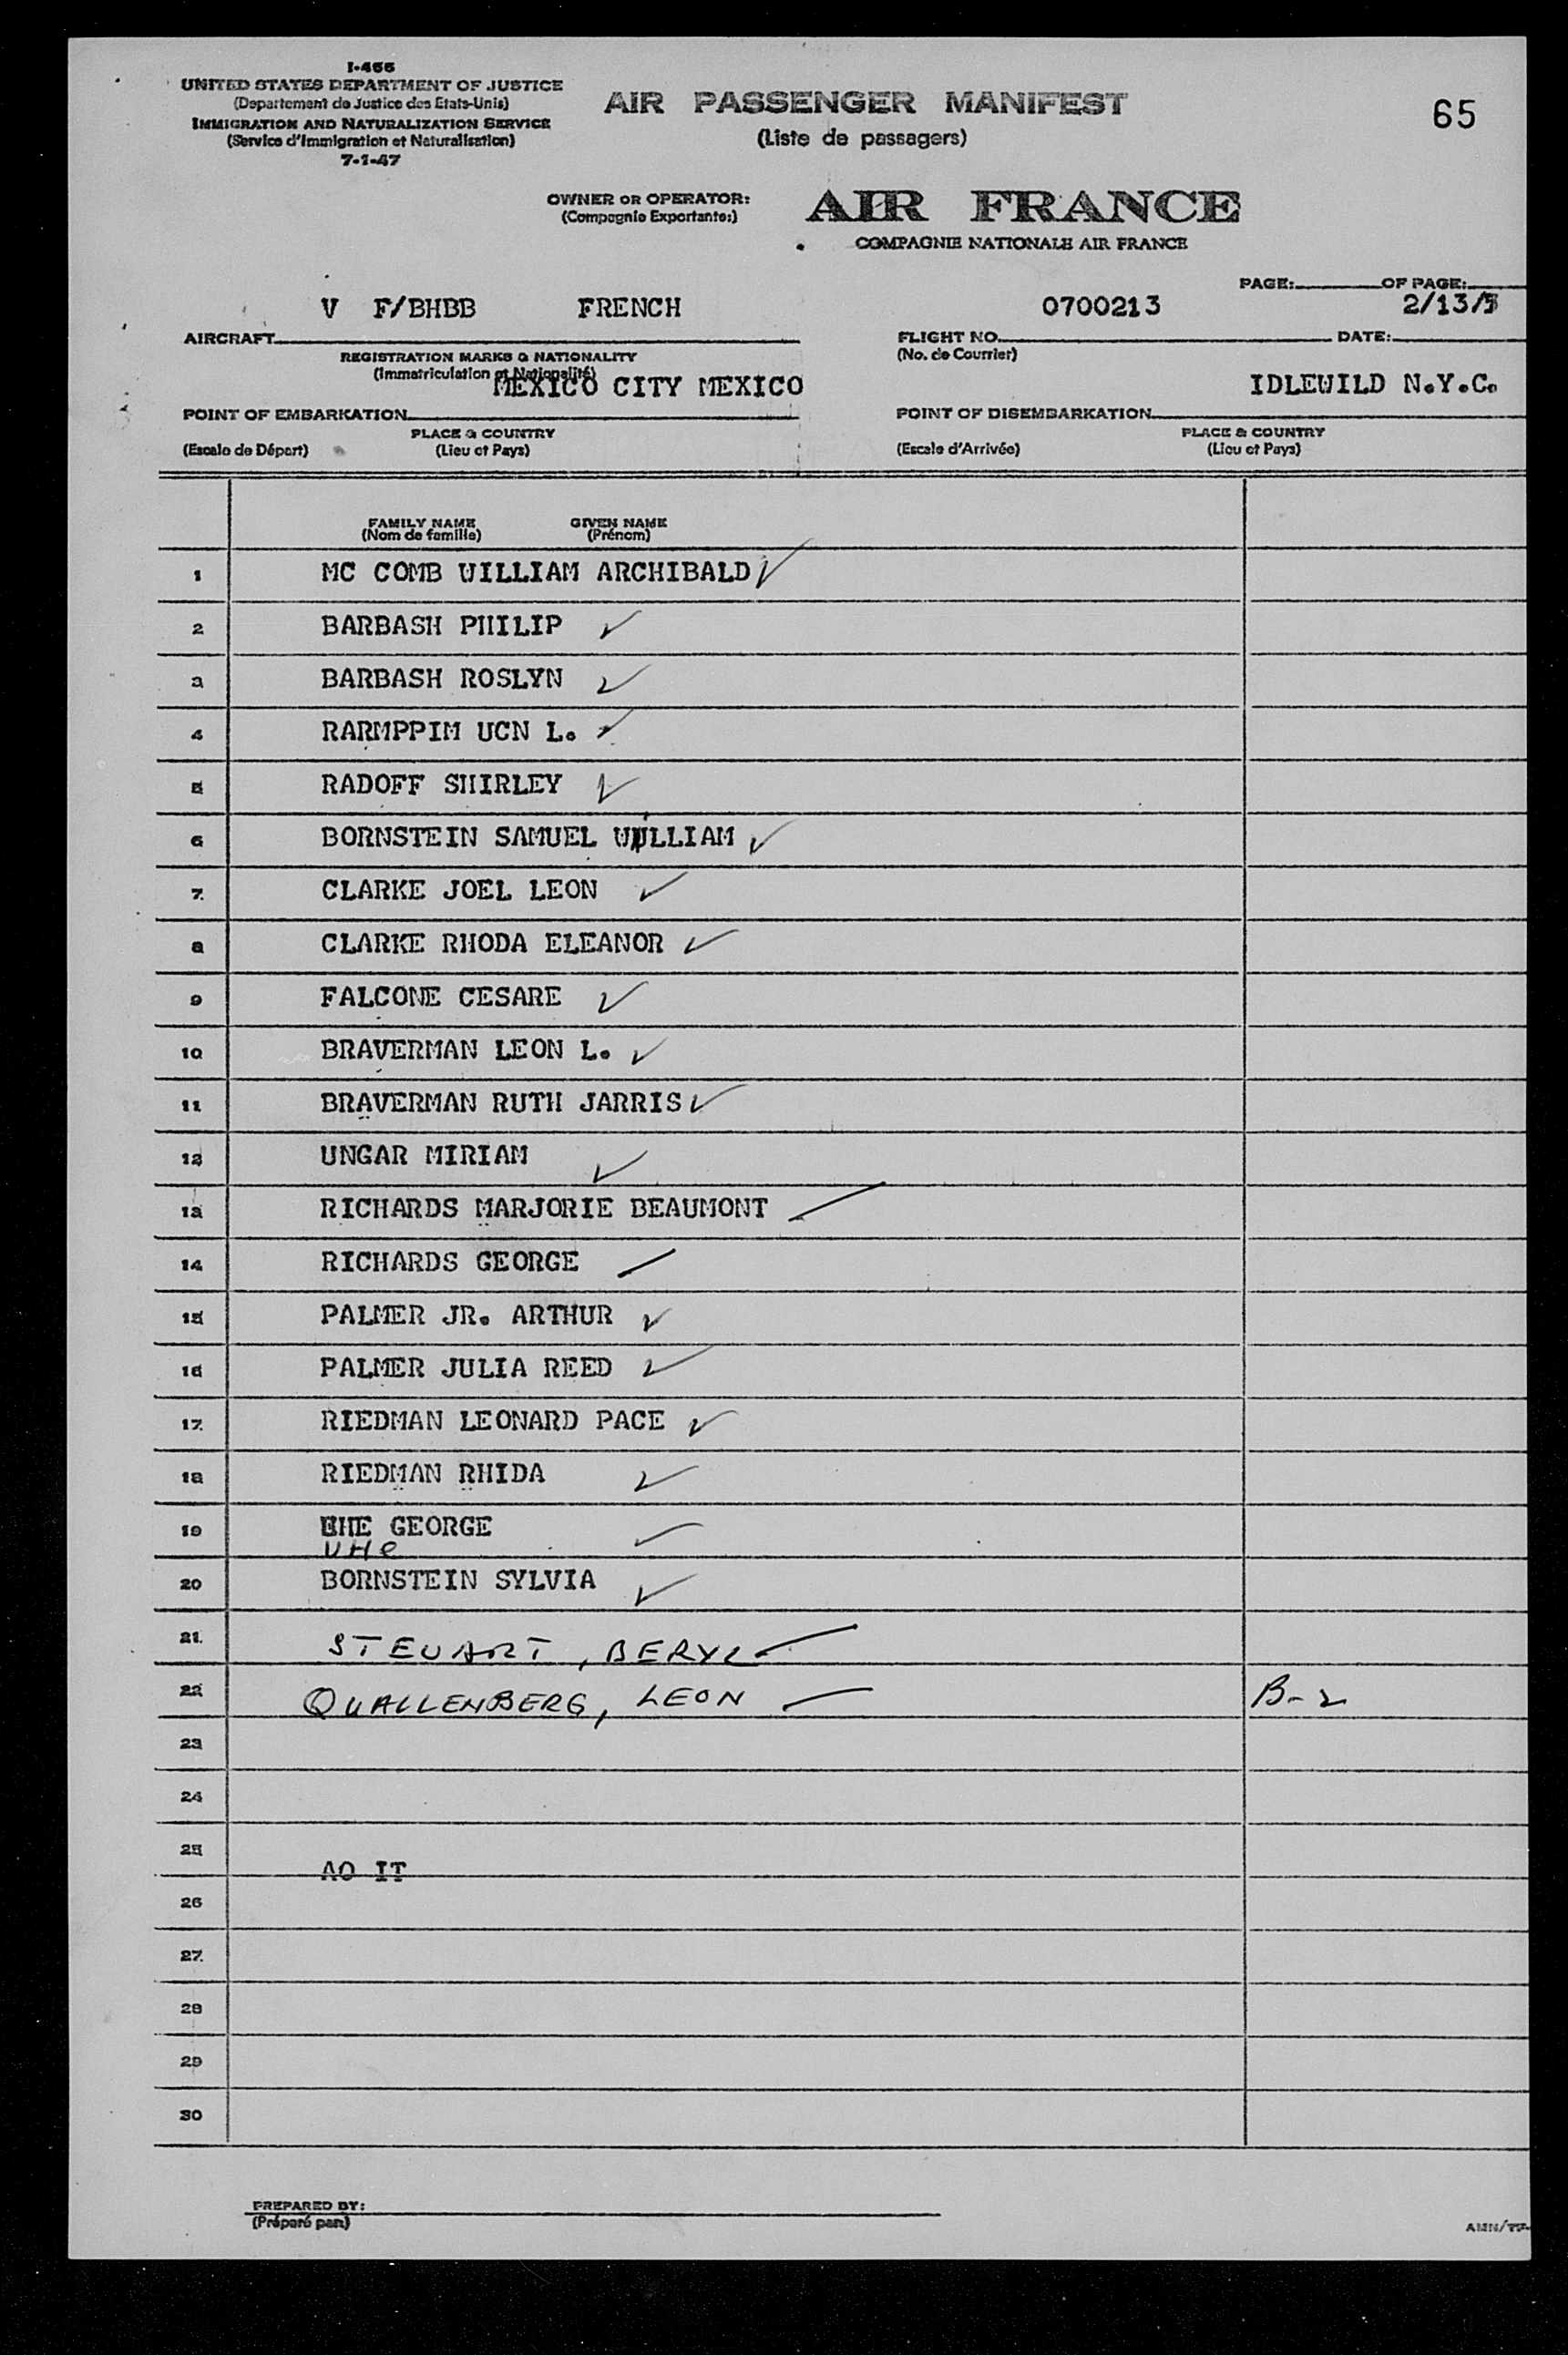 I-466
UNITED STATES DEPARTMENT OF JUSTICE
(Departement de Justice des Etats-Unis)
IMMIGRATION AND NATURALIZATION SERVICE
(Service d'Immigration et Naturalisation)
7-1-47
AIR PASSENGER MANIFEST
(Liste de passagers)
65
OWNER OR OPERATOR:
(Compagnie Exportante:)
AIR FRANCE
COMPAGNIE NATIONALE AIR FRANCE
PAGE: OF PAGE:
V F/BHBB FRENCH 0700213 2/13/
AIRCRAFT FLIGHT NO. DATE:
REGISTRATION MARKS & NATIONALITY (No. de Courrier)
(Immatriculation et Nationalité)
MEXICO CITY MEXICO IDLEWILD N.Y.C.
POINT OF EMBARKATION POINT OF DISEMBARKATION
PLACE & COUNTRY PLACE & COUNTRY
(Escale de Départ) (Lieu et Pays) (Escale d'Arrivée) (Lieu et Pays)
FAMILY NAME GIVEN NAME
(Nom de famille) (Prénom)
1 MC COMB WILLIAM ARCHIBALD
2 BARBASH PHILIP
3 BARBASH ROSLYN
4 RARMPPIM UCN L.
5 RADOFF SHIRLEY
6 BORNSTEIN SAMUEL WILLIAM
7 CLARKE JOEL LEON
8 CLARKE RHODA ELEANOR
9 FALCONE CESARE
10 BRAVERMAN LEON L.
11 BRAVERMAN RUTH JARRIS
12 UNGAR MIRIAM
13 RICHARDS MARJORIE BEAUMONT
14 RICHARDS GEORGE
15 PALMER JR. ARTHUR
16 PALMER JULIA REED
17 RIEDMAN LEONARD PACE
18 RIEDMAN RHIDA
19 UHE GEORGE
UHe
20 BORNSTEIN SYLVIA
21 STEUART, BERYL
22 QUALLENBERG, LEON B-2
23
24
25
AO IT
26
27
28
29
30
PREPARED BY:
(Préparé par:)